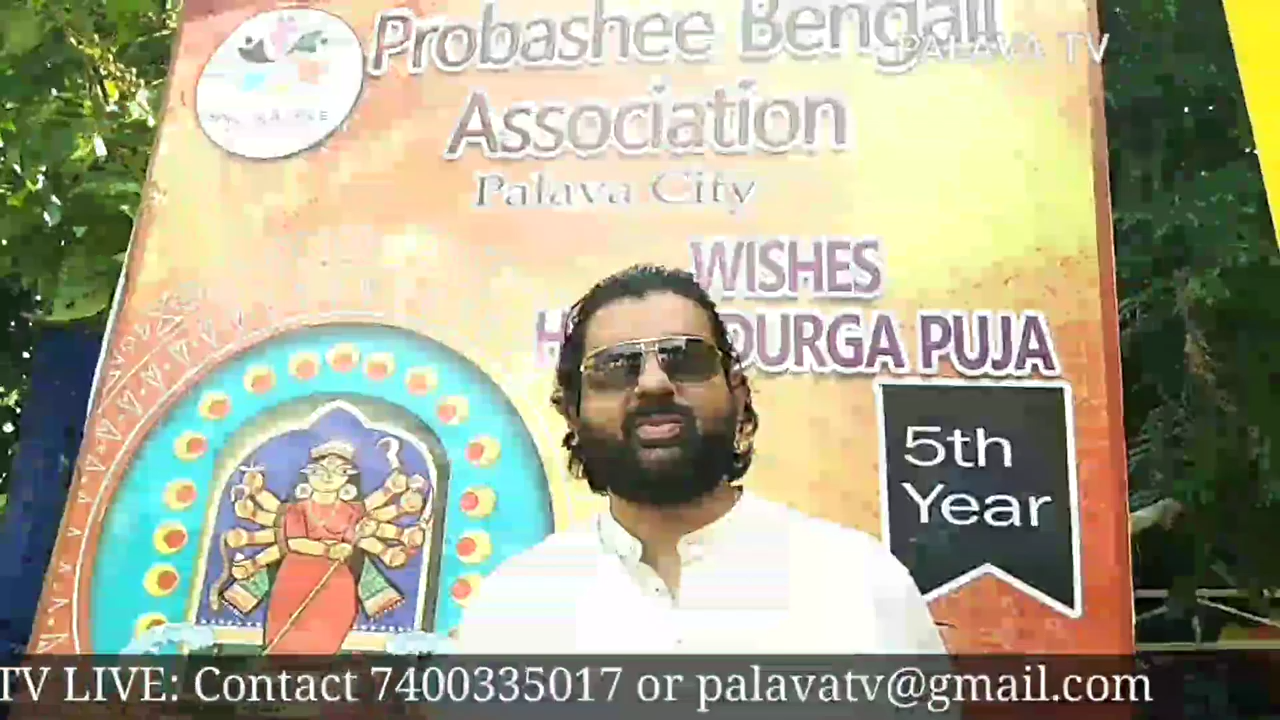 Probashee Bengali
PALAVA TV
Association
Palava City
WISHES
DURGA PUJA
5th
Year
TV LIVE: Contact 7400335017 or palavatv@gmail.com